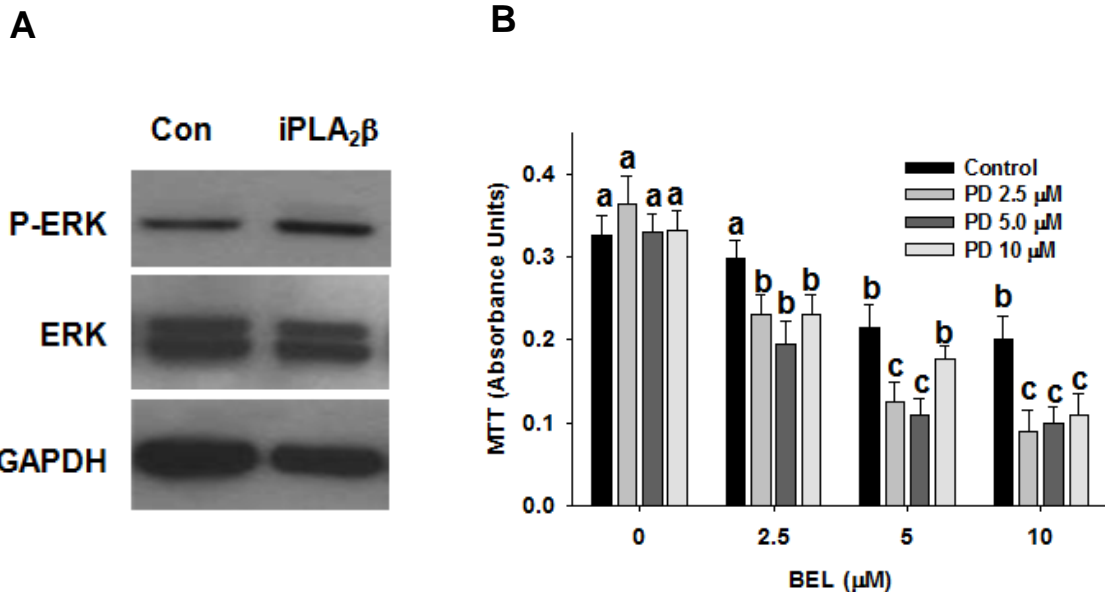 A
B
Con iPLA₂β
P-ERK
ERK
GAPDH
MTT (Absorbance Units)
0.4
0.3
0.2
0.1
0.0
Control
PD 2.5 µM
PD 5.0 µM
PD 10 µM
a a a a
a b b b
b c c b
b c c c
0 2.5 5 10
BEL (µM)